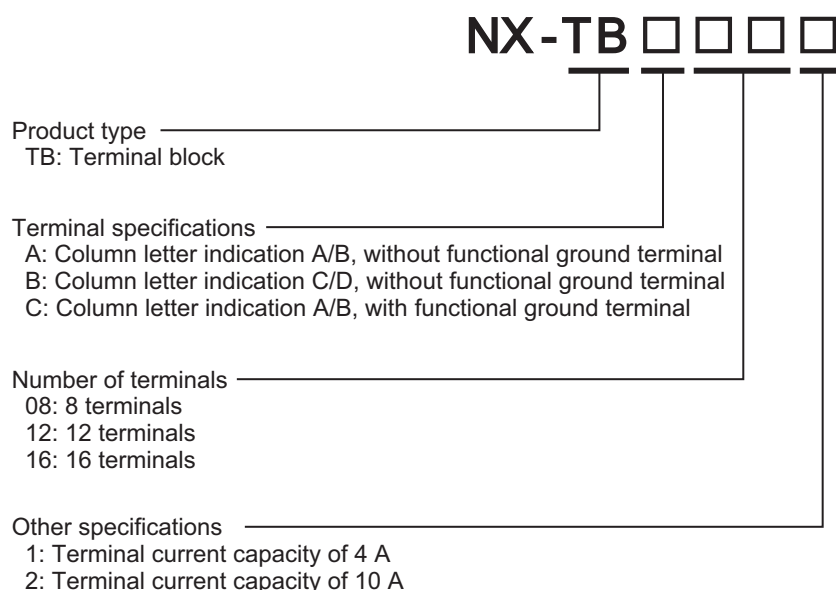 NX-TB□□□□
Product type
TB: Terminal block
Terminal specifications
A: Column letter indication A/B, without functional ground terminal
B: Column letter indication C/D, without functional ground terminal
C: Column letter indication A/B, with functional ground terminal
Number of terminals
08: 8 terminals
12: 12 terminals
16: 16 terminals
Other specifications
1: Terminal current capacity of 4 A
2: Terminal current capacity of 10 A